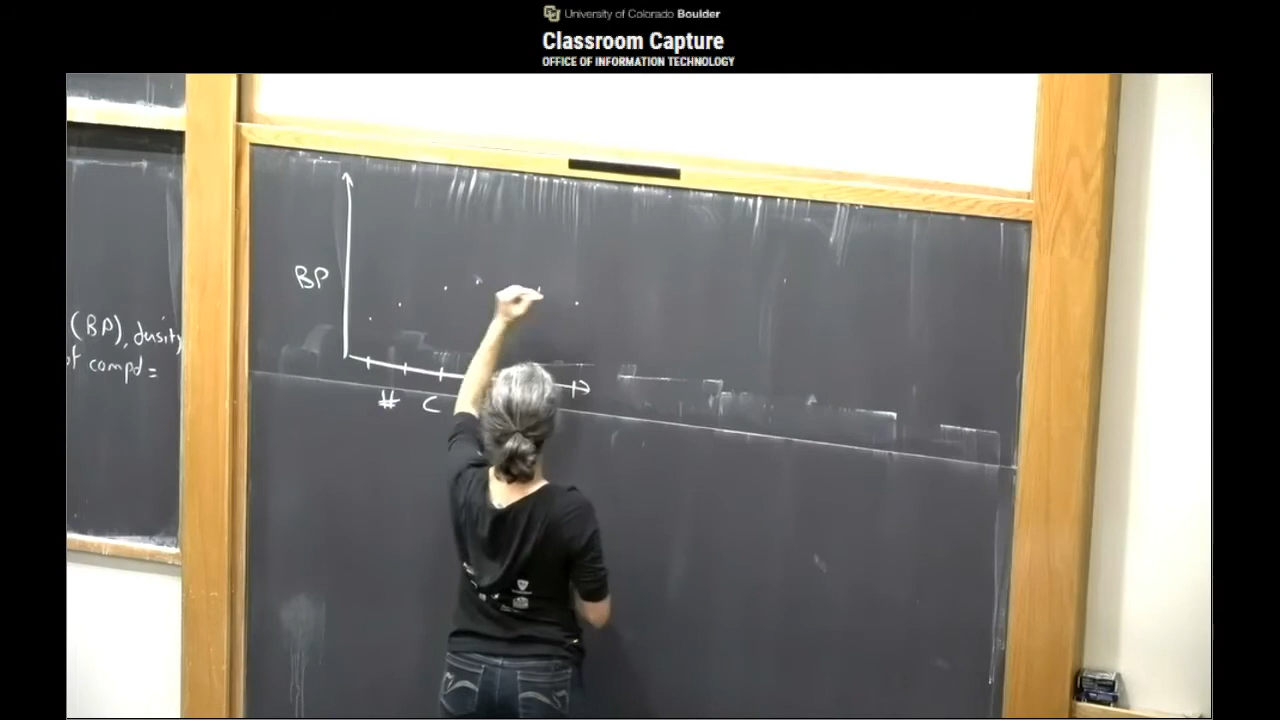 University of Colorado Boulder
Classroom Capture
OFFICE OF INFORMATION TECHNOLOGY
BP
# C
(BP), dusity
of compd =